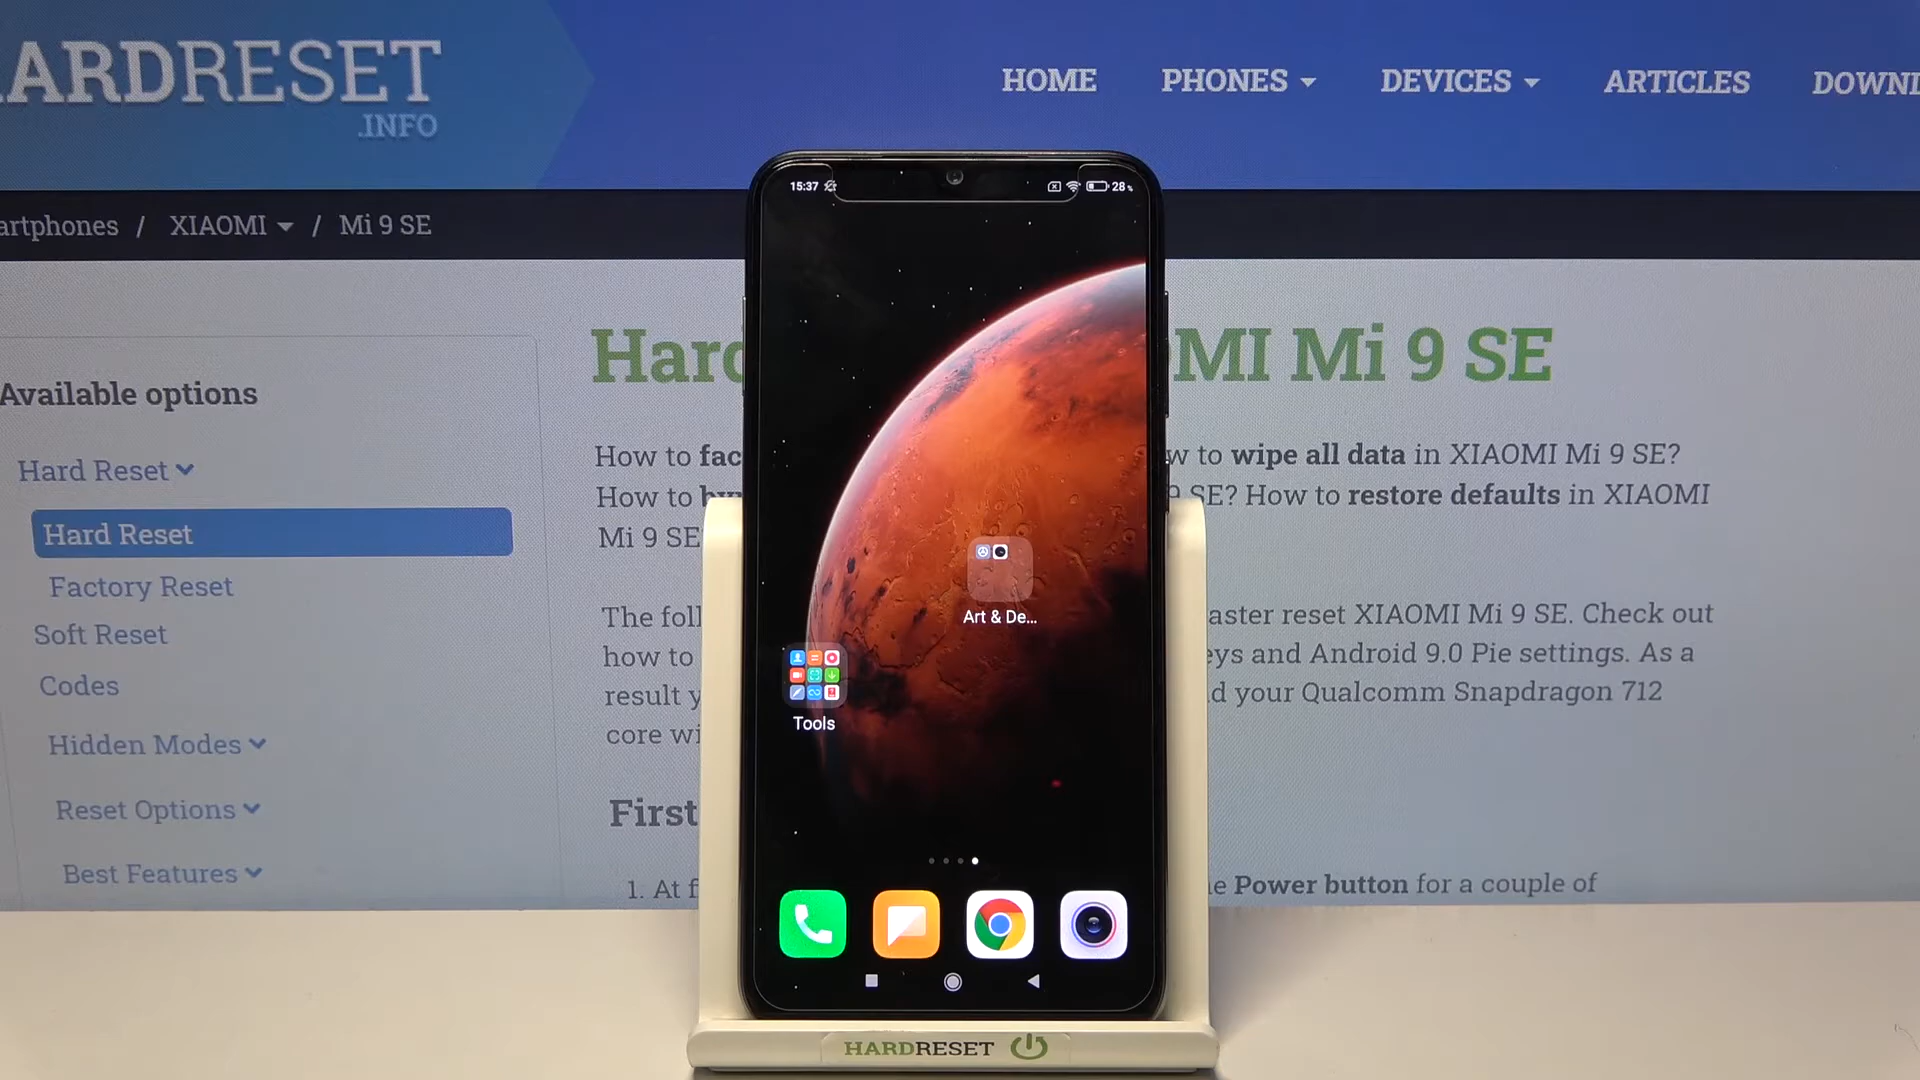 ARDRESET
.INFO
HOME PHONES DEVICES ARTICLES
artphones / XIAOMI / Mi 9 SE
15:37 28
Available options
Hard Reset
Hard Reset
Factory Reset
Soft Reset
Codes
Hidden Modes
Reset Options
Best Features
MI Mi 9 SE
How to wipe all data in XIAOMI Mi 9 SE?
How to SE? How to restore defaults in XIAOMI
Mi 9 SE
The aster reset XIAOMI Mi 9 SE. Check out
how to eys and Android 9.0 Pie settings. As a
result your Qualcomm Snapdragon 712
core
First
1. At Power button for a couple of
Art & De...
Tools
HARDRESET